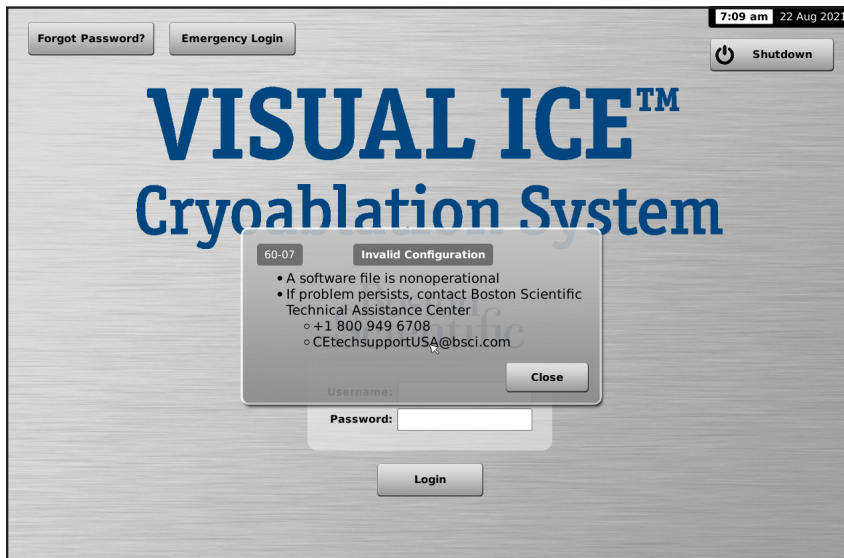 Forgot Password?
Emergency Login
7:09 am 22 Aug 2021
Shutdown
VISUAL ICE™
Cryoablation System
60-07
Invalid Configuration
• A software file is nonoperational
• If problem persists, contact Boston Scientific
Technical Assistance Center
○ +1 800 949 6708
○ CEtechsupportUSA@bsci.com
Close
Username:
Password:
Login